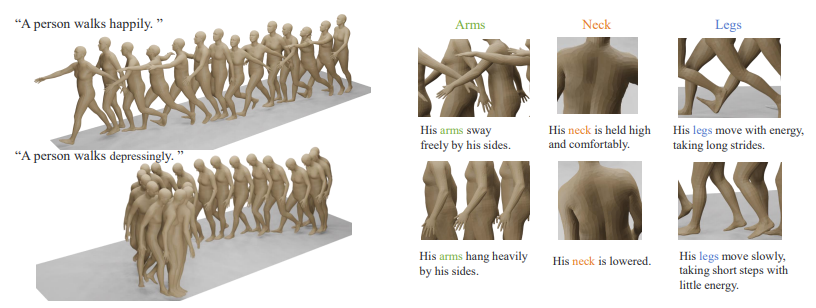 “A person walks happily. ”
Arms
Neck
Legs
His arms sway
freely by his sides.
His neck is held high
and comfortably.
His legs move with energy,
taking long strides.
“A person walks depressingly. ”
His arms hang heavily
by his sides.
His neck is lowered.
His legs move slowly,
taking short steps with
little energy.